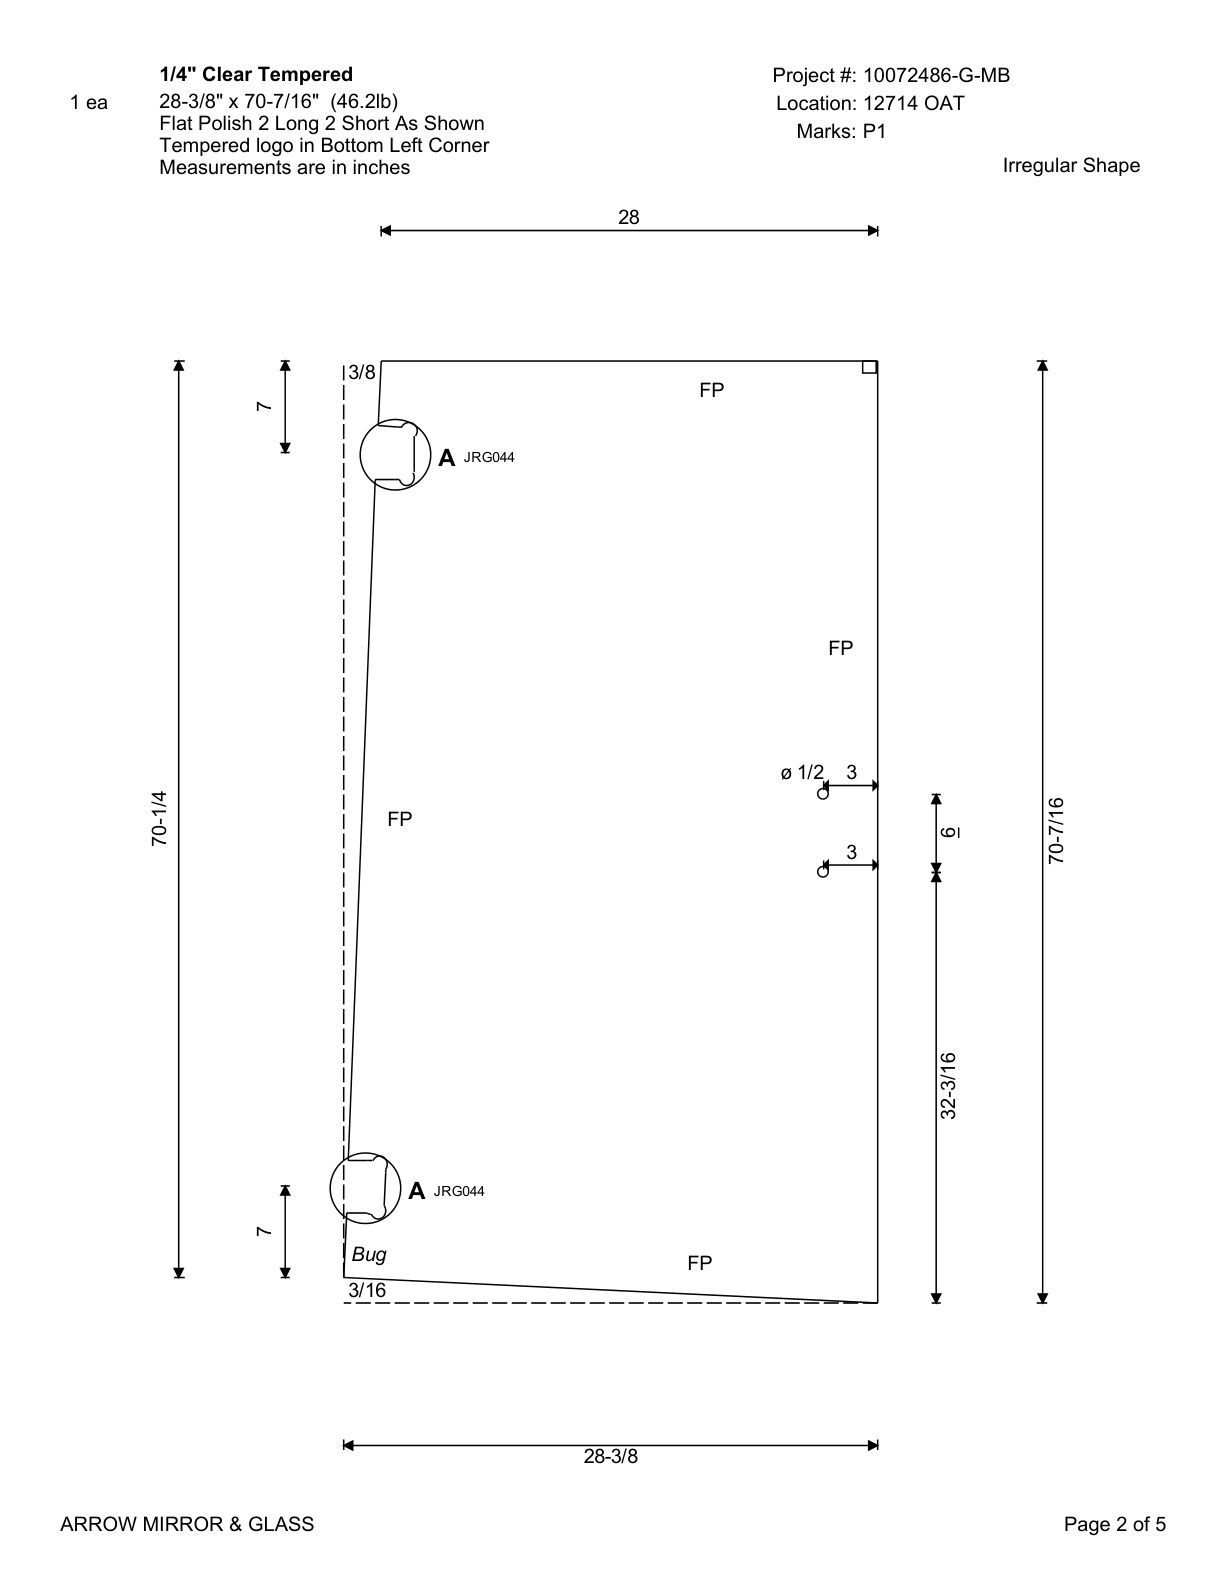 1/4" Clear Tempered
1 ea
28-3/8" x 70-7/16" (46.2lb)
Flat Polish 2 Long 2 Short As Shown
Tempered logo in Bottom Left Corner
Measurements are in inches
Project #: 10072486-G-MB
Location: 12714 OAT
Marks: P1
Irregular Shape
28
3/8
7
FP
A JRG044
FP
ø 1/2 3
6
70-1/4
FP
70-7/16
3
32-3/16
A JRG044
7
Bug
FP
3/16
28-3/8
ARROW MIRROR & GLASS
Page 2 of 5